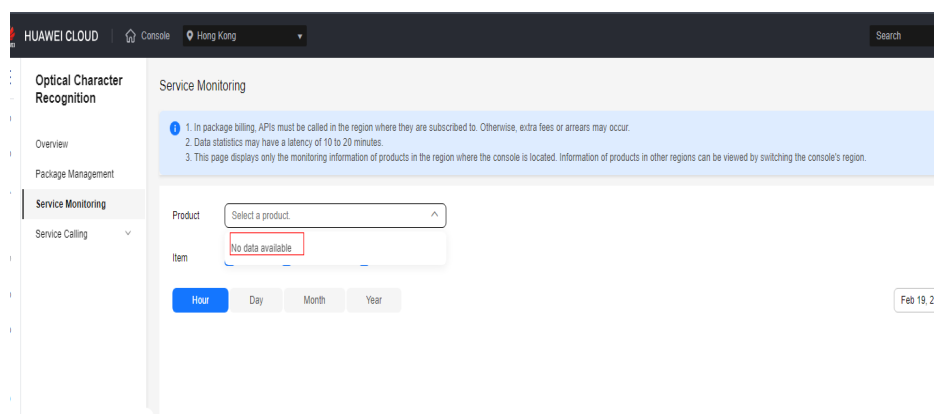 HUAWEI CLOUD Console Hong Kong Search
Optical Character
Recognition
Overview
Package Management
Service Monitoring
Service Calling
Service Monitoring
1. In package billing, APIs must be called in the region where they are subscribed to. Otherwise, extra fees or arrears may occur.
2. Data statistics may have a latency of 10 to 20 minutes.
3. This page displays only the monitoring information of products in the region where the console is located. Information of products in other regions can be viewed by switching the console's region.
Product Select a product.
No data available
Item
Hour Day Month Year Feb 19, 2